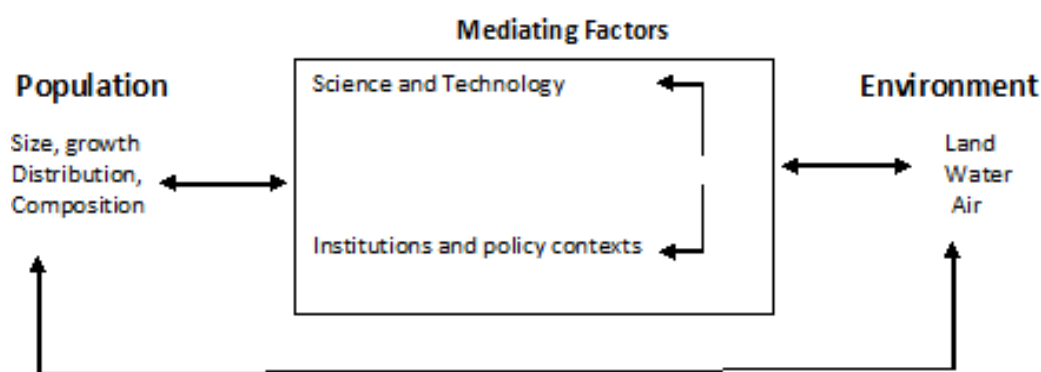 Mediating Factors
Population
Size, growth
Distribution,
Composition
Science and Technology
Institutions and policy contexts
Environment
Land
Water
Air